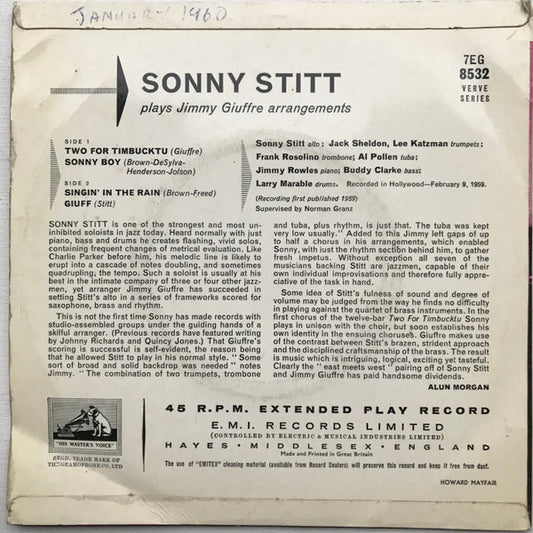 JANUARY 1960
7EG
8532
VERVE
SERIES
SONNY STITT
plays Jimmy Giuffre arrangements
SIDE 1
TWO FOR TIMBUCKTU (Giuffre)
SONNY BOY (Brown-DeSylva-
Henderson-Jolson)
SIDE 2
SINGIN' IN THE RAIN (Brown-Freed)
GIUFF (Stitt)
Sonny Stitt alto; Jack Sheldon, Lee Katzman trumpets;
Frank Rosolino trombone; Al Pollen tuba;
Jimmy Rowles piano; Buddy Clarke bass;
Larry Marable drums. Recorded in Hollywood—February 9, 1959.
(Recording first published 1959)
Supervised by Norman Granz
SONNY STITT is one of the strongest and most un-
inhibited soloists in jazz today. Heard normally with just
piano, bass and drums he creates flashing, vivid solos,
containing frequent changes of metrical evaluation. Like
Charlie Parker before him, his melodic line is likely to
erupt into a cascade of notes doubling, and sometimes
quadrupling, the tempo. Such a soloist is usually at his
best in the intimate company of three or four other jazz-
men, yet arranger Jimmy Giuffre has succeeded in
setting Stitt's alto in a series of frameworks scored for
saxophone, brass and rhythm.
This is not the first time Sonny has made records with
studio-assembled groups under the guiding hands of a
skilful arranger. (Previous records have featured writing
by Johnny Richards and Quincy Jones.) That Giuffre's
scoring is successful is self-evident, the reason being
that he allowed Stitt to play in his normal style. " Some
sort of broad and solid backdrop was needed " notes
Jimmy. " The combination of two trumpets, trombone
and tuba, plus rhythm, is just that. The tuba was kept
very low usually." Added to this Jimmy left gaps of up
to half a chorus in his arrangements, which enabled
Sonny, with just the rhythm section behind him, to gather
fresh impetus. Without exception all seven of the
musicians backing Stitt are jazzmen, capable of their
own individual improvisations and therefore fully appre-
ciative of the task in hand.
Some idea of Stitt's fulness of sound and degree of
volume may be judged from the way he finds no difficulty
in playing against the quartet of brass instruments. In the
first chorus of the twelve-bar Two For Timbucktu Sonny
plays in unison with the choir, but soon establishes his
own identity in the ensuing choruses. Giuffre makes use
of the contrast between Stitt's brazen, strident approach
and the disciplined craftsmanship of the brass. The result
is music which is intriguing, logical, exciting yet tasteful.
Clearly the " east meets west " pairing off of Sonny Stitt
and Jimmy Giuffre has paid handsome dividends.
ALUN MORGAN
"HIS MASTER'S VOICE"
REGD. TRADE MARK OF
THE GRAMOPHONE CO. LTD
45 R.P.M. EXTENDED PLAY RECORD
E.M.I. RECORDS LIMITED
(CONTROLLED BY ELECTRIC & MUSICAL INDUSTRIES LIMITED)
HAYES · MIDDLESEX · ENGLAND
Made and Printed in Great Britain
The use of "EMITEX" cleaning material (available from Record Dealers) will preserve this record and keep it free from dust.
HOWARD MAYFAIR